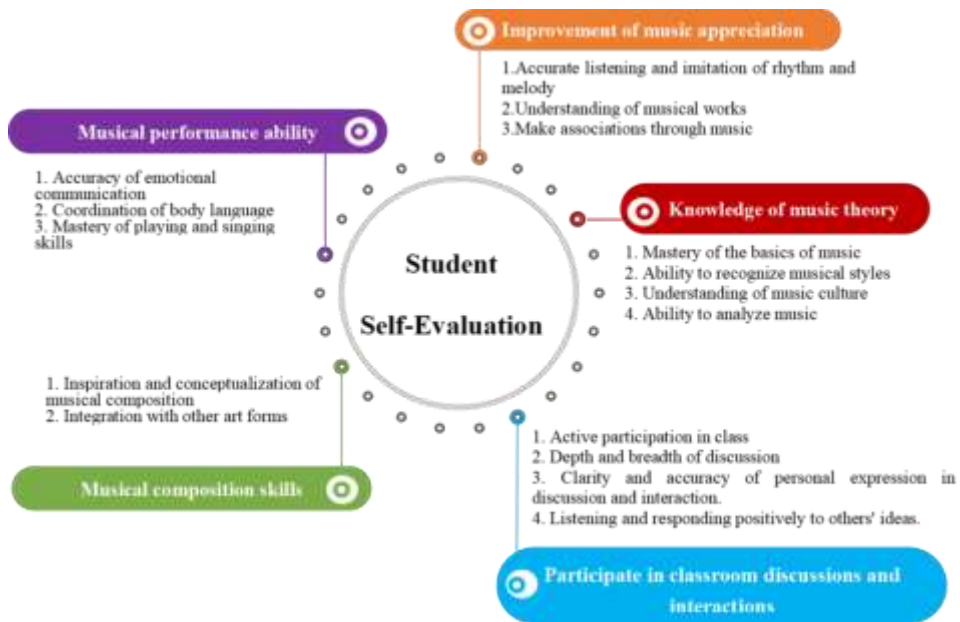 Improvement of music appreciation
1.Accurate listening and imitation of rhythm and
melody
2.Understanding of musical works
3.Make associations through music
Musical performance ability
1. Accuracy of emotional
communication
2. Coordination of body language
3. Mastery of playing and singing
skills
Knowledge of music theory
1. Mastery of the basics of music
2. Ability to recognize musical styles
3. Understanding of music culture
4. Ability to analyze music
Student
Self-Evaluation
1. Inspiration and conceptualization of
musical composition
2. Integration with other art forms
Musical composition skills
1. Active participation in class
2. Depth and breadth of discussion
3. Clarity and accuracy of personal expression in
discussion and interaction.
4. Listening and responding positively to others' ideas.
Participate in classroom discussions and
interactions